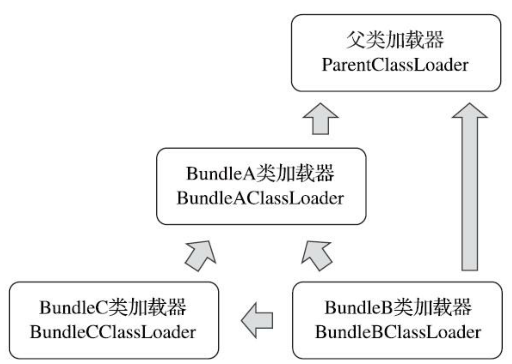 父类加载器
ParentClassLoader
BundleA类加载器
BundleAClassLoader
BundleC类加载器
BundleCClassLoader
BundleB类加载器
BundleBClassLoader